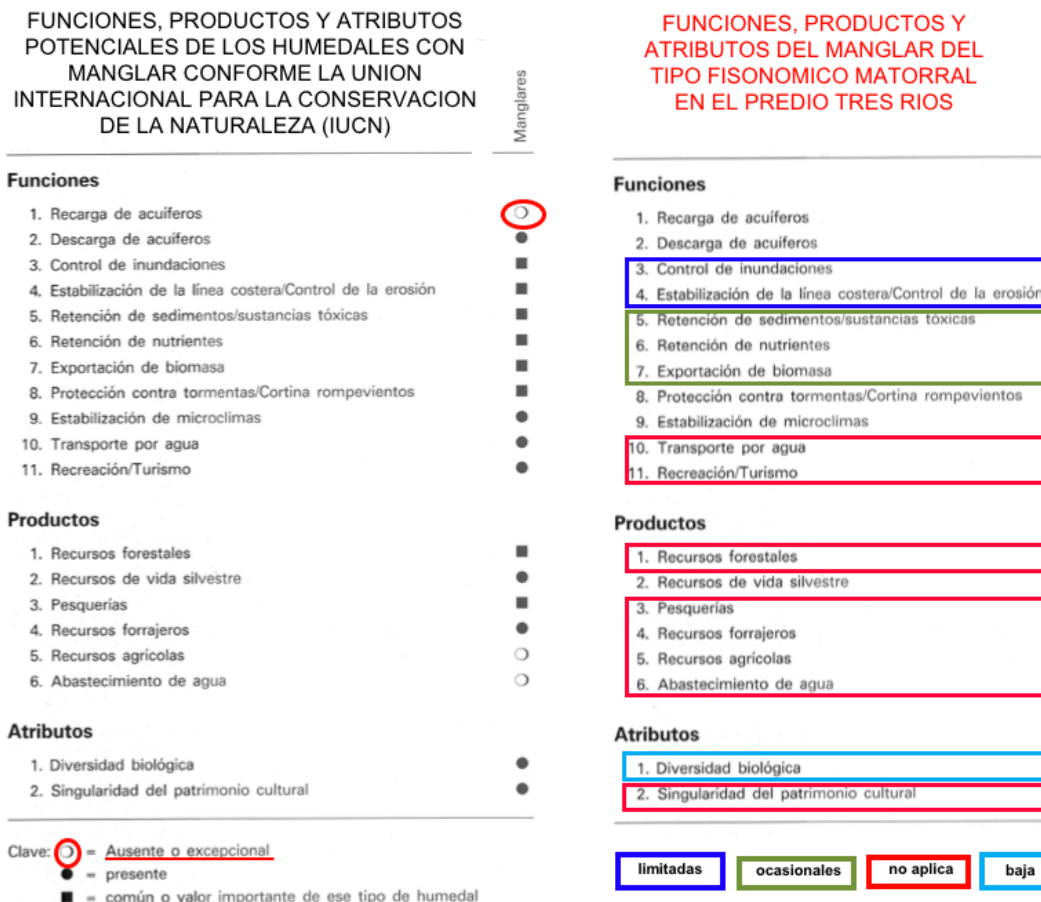 FUNCIONES, PRODUCTOS Y ATRIBUTOS
POTENCIALES DE LOS HUMEDALES CON
MANGLAR CONFORME LA UNION
INTERNACIONAL PARA LA CONSERVACION
DE LA NATURALEZA (IUCN)
Manglares
Funciones
1. Recarga de acuíferos
2. Descarga de acuíferos
3. Control de inundaciones
4. Estabilización de la línea costera/Control de la erosión
5. Retención de sedimentos/sustancias tóxicas
6. Retención de nutrientes
7. Exportación de biomasa
8. Protección contra tormentas/Cortina rompevientos
9. Estabilización de microclimas
10. Transporte por agua
11. Recreación/Turismo
Productos
1. Recursos forestales
2. Recursos de vida silvestre
3. Pesquerías
4. Recursos forrajeros
5. Recursos agrícolas
6. Abastecimiento de agua
Atributos
1. Diversidad biológica
2. Singularidad del patrimonio cultural
Clave: ❍ = Ausente o excepcional
● = presente
■ = común o valor importante de ese tipo de humedal
FUNCIONES, PRODUCTOS Y
ATRIBUTOS DEL MANGLAR DEL
TIPO FISONOMICO MATORRAL
EN EL PREDIO TRES RIOS
Funciones
1. Recarga de acuíferos
2. Descarga de acuíferos
3. Control de inundaciones
4. Estabilización de la línea costera/Control de la erosión
5. Retención de sedimentos/sustancias tóxicas
6. Retención de nutrientes
7. Exportación de biomasa
8. Protección contra tormentas/Cortina rompevientos
9. Estabilización de microclimas
10. Transporte por agua
11. Recreación/Turismo
Productos
1. Recursos forestales
2. Recursos de vida silvestre
3. Pesquerías
4. Recursos forrajeros
5. Recursos agrícolas
6. Abastecimiento de agua
Atributos
1. Diversidad biológica
2. Singularidad del patrimonio cultural
limitadas ocasionales no aplica baja